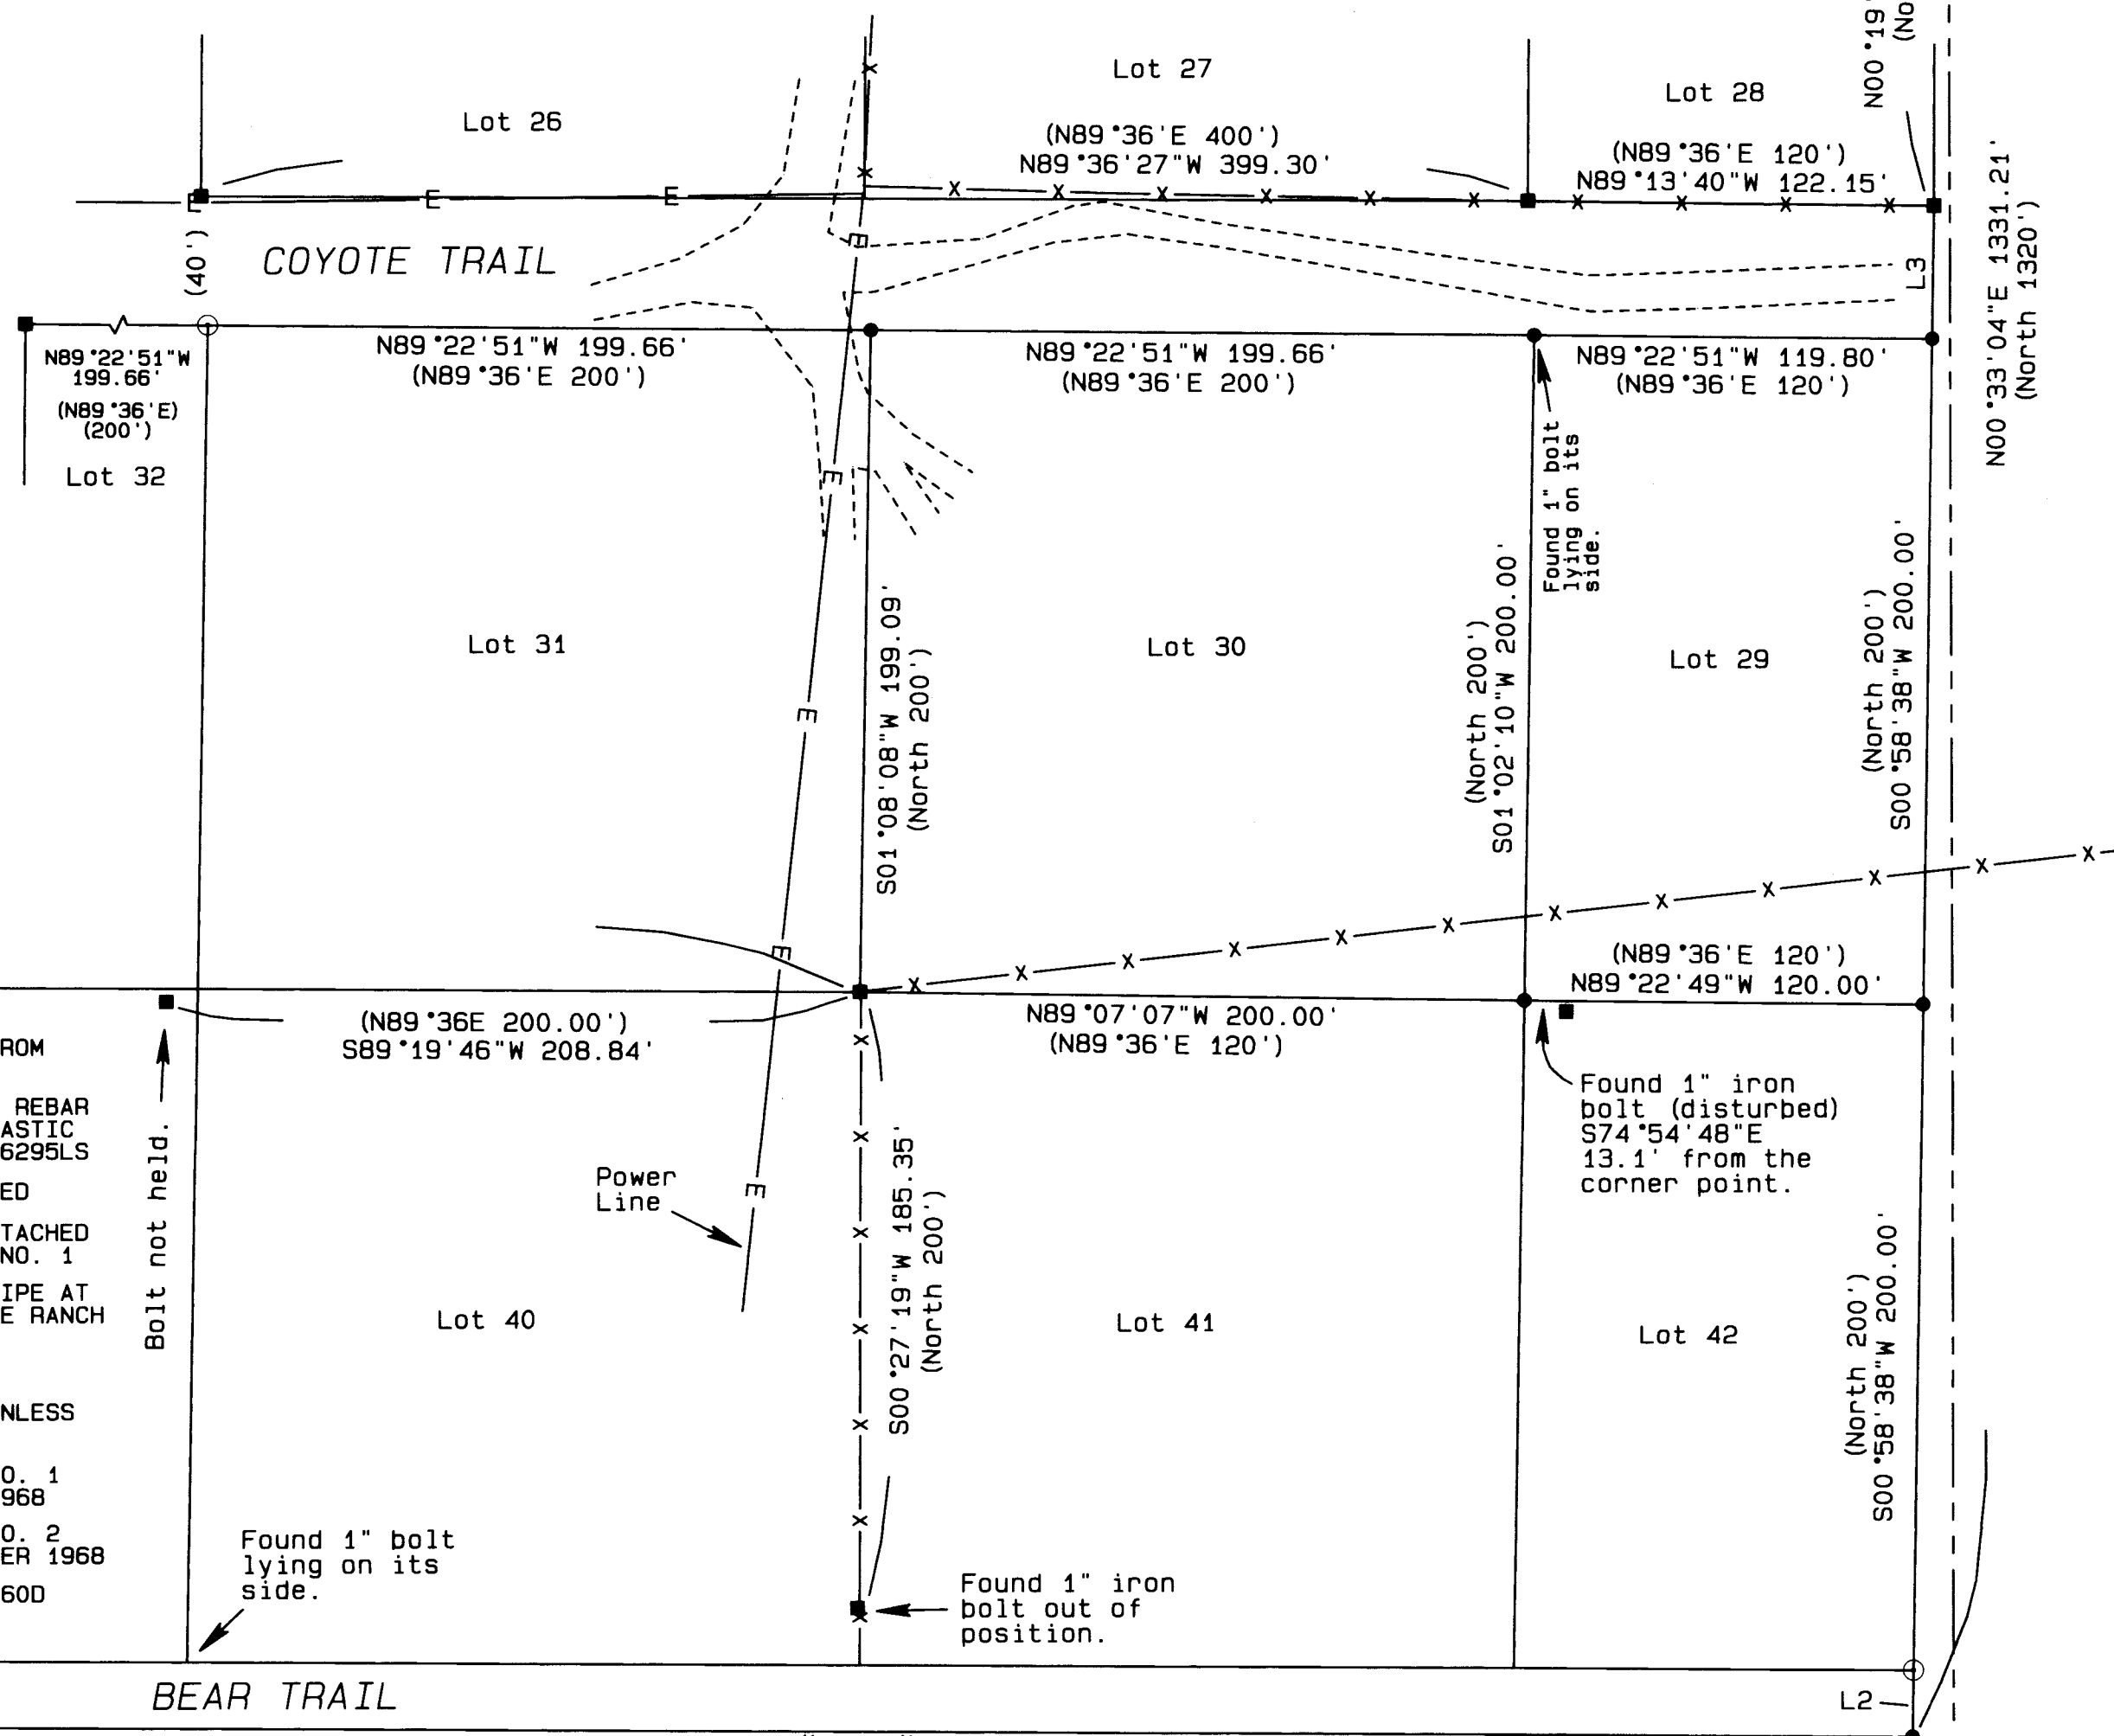 Lot 26
Lot 27
Lot 28
(N89°36'E 400')
N89°36'27"W 399.30'
(N89°36'E 120')
N89°13'40"W 122.15'
N00°19'
(No
N00°33'04"E 1331.21'
(North 1320')
E
E
E
X
X
X
X
X
X
X
X
X
X
X
X
(40')
COYOTE TRAIL
E
L3
N89°22'51"W
199.66'
(N89°36'E)
(200')
Lot 32
N89°22'51"W 199.66'
(N89°36'E 200')
N89°22'51"W 199.66'
(N89°36'E 200')
N89°22'51"W 119.80'
(N89°36'E 120')
Found 1" bolt
lying on its
side.
E
E
E
Lot 31
Lot 30
Lot 29
S01°08'08"W 199.09'
(North 200')
(North 200')
S01°02'10"W 200.00'
(North 200')
S00°58'38"W 200.00'
X
X
X
X
X
X
X
X
X
X
X
X
(N89°36'E 120')
N89°22'49"W 120.00'
(N89°36E 200.00')
S89°19'46"W 208.84'
N89°07'07"W 200.00'
(N89°36'E 120')
Found 1" iron
bolt (disturbed)
S74°54'48"E
13.1' from the
corner point.
ROM
REBAR
ASTIC
6295LS
ED
TACHED
NO. 1
IPE AT
E RANCH
NLESS
O. 1
968
O. 2
ER 1968
60D
Bolt not held.
Power
Line
E
X
X
X
X
X
X
X
S00°27'19"W 185.35'
(North 200')
Lot 40
Lot 41
Lot 42
(North 200')
S00°58'38"W 200.00'
Found 1" bolt
lying on its
side.
Found 1" iron
bolt out of
position.
BEAR TRAIL
L2